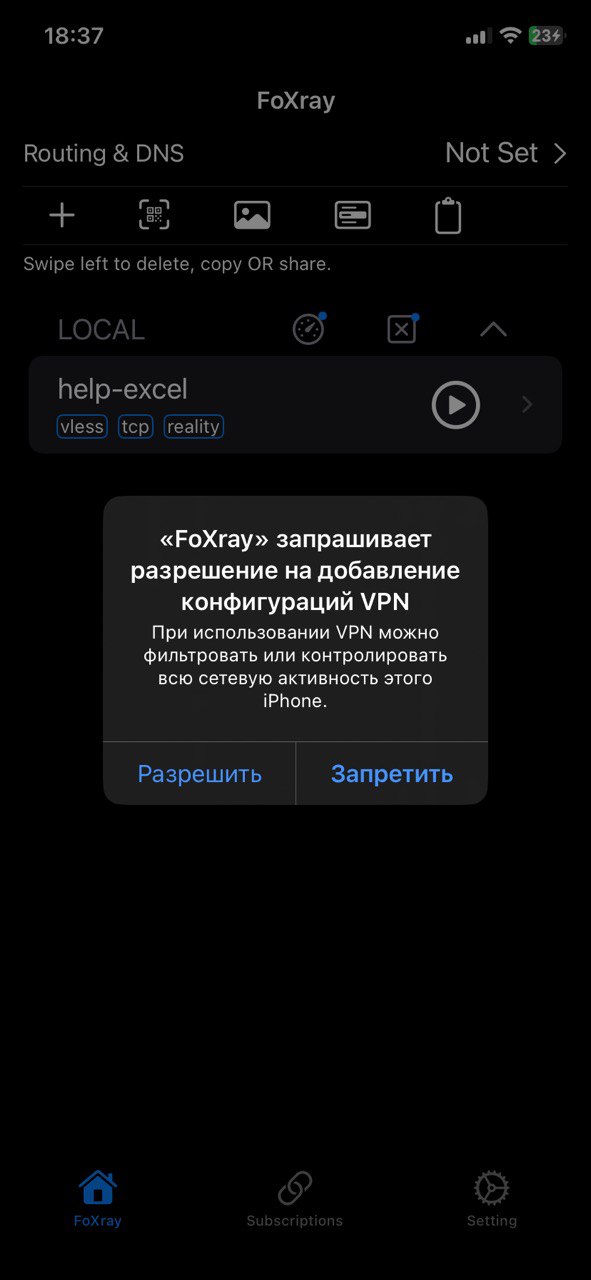 18:37
23
FoXray
Routing & DNS Not Set
Swipe left to delete, copy OR share.
LOCAL
help-excel
vless tcp reality
«FoXray» запрашивает
разрешение на добавление
конфигураций VPN
При использовании VPN можно
фильтровать или контролировать
всю сетевую активность этого
iPhone.
Разрешить Запретить
FoXray Subscriptions Setting